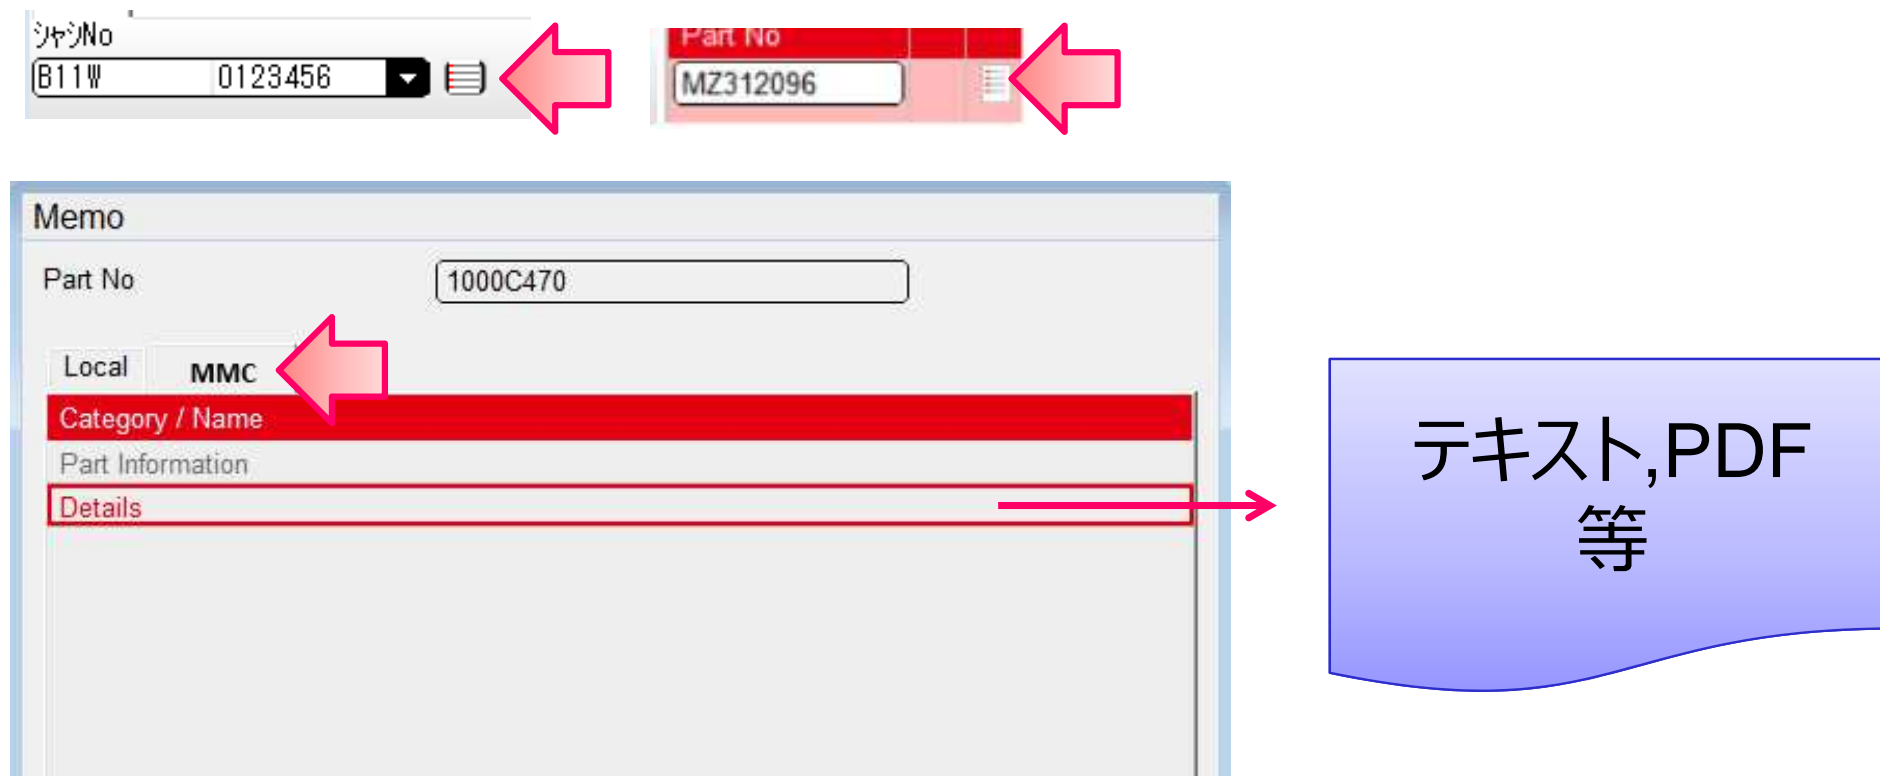 シャシNo
B11W 0123456
Part No
MZ312096
Memo
Part No 1000C470
Local MMC
Category / Name
Part Information
Details
テキスト,PDF
等